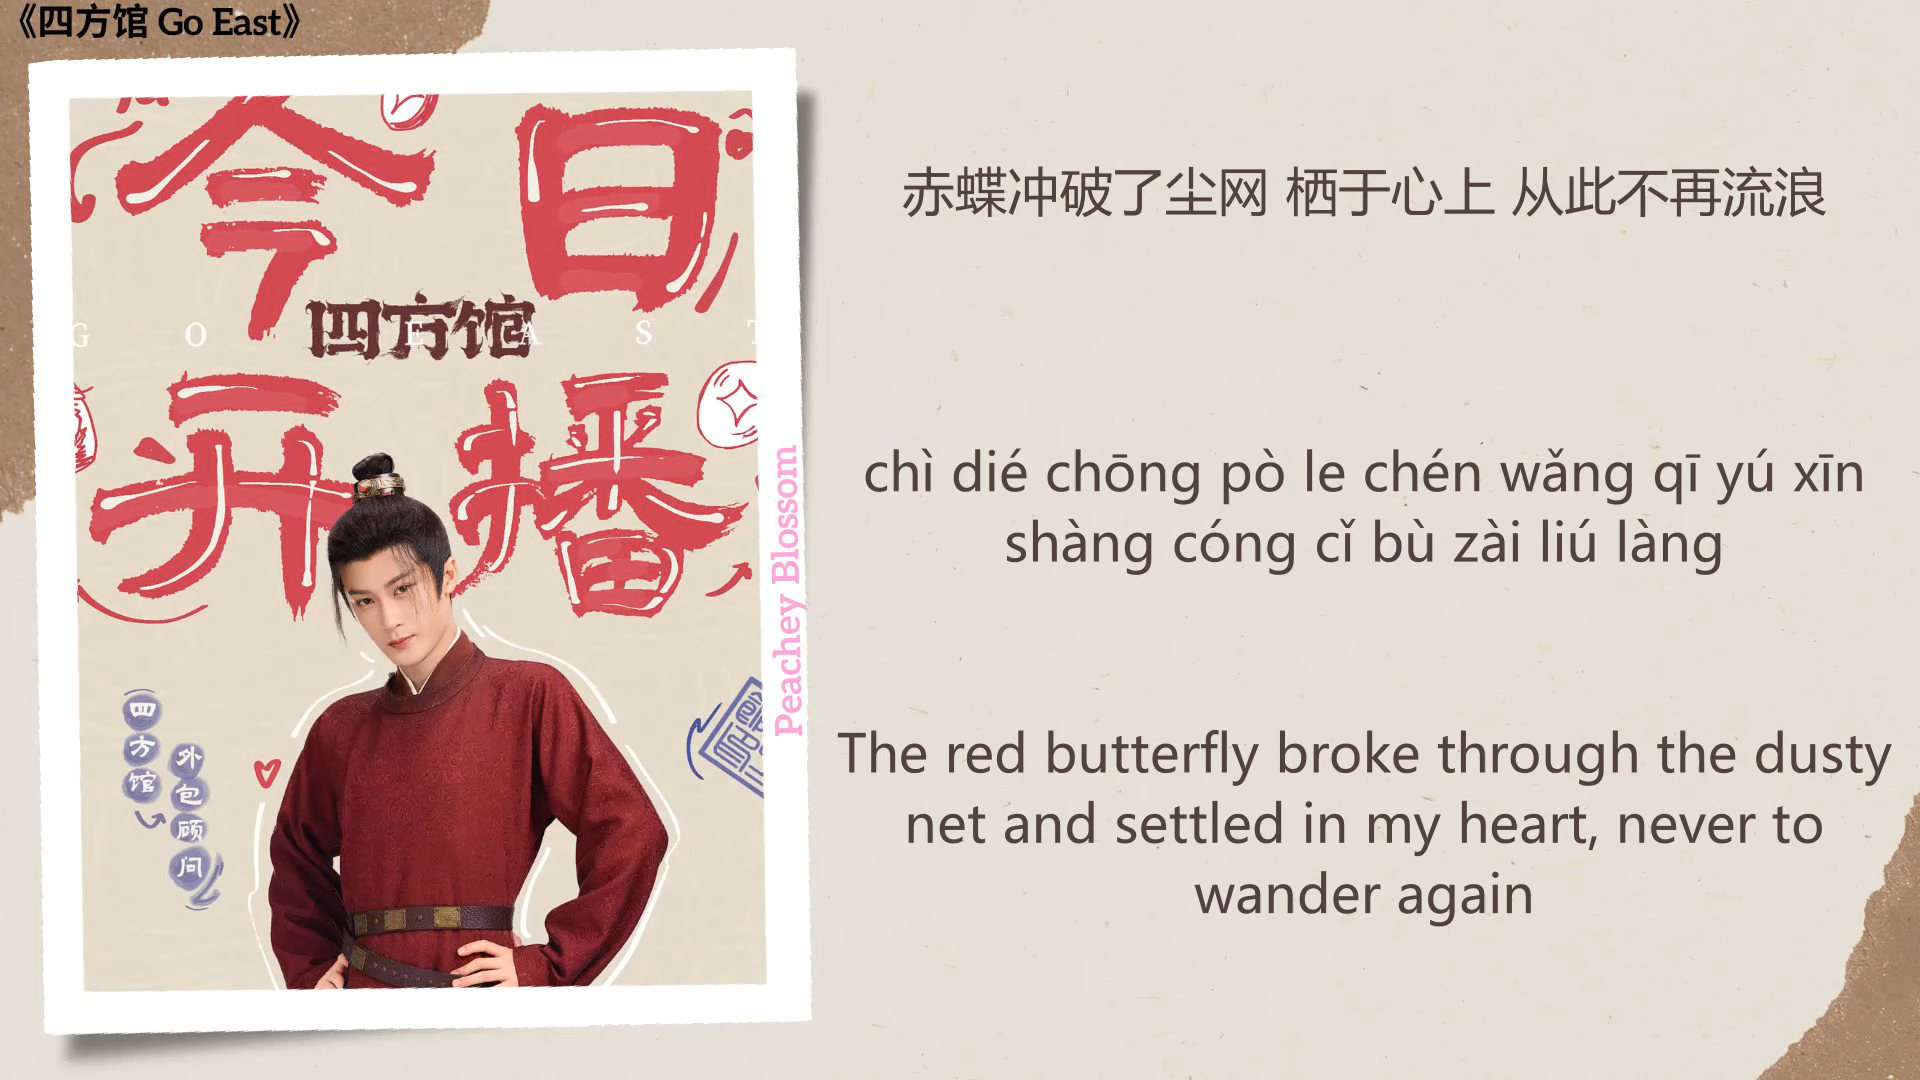 《四方馆 Go East》
今日
四方馆
GO EAST
开播
四方馆
外包顾问
Peachey Blossom
赤蝶冲破了尘网 栖于心上 从此不再流浪
chì dié chōng pò le chén wǎng qī yú xīn
shàng cóng cǐ bù zài liú làng
The red butterfly broke through the dusty
net and settled in my heart, never to
wander again